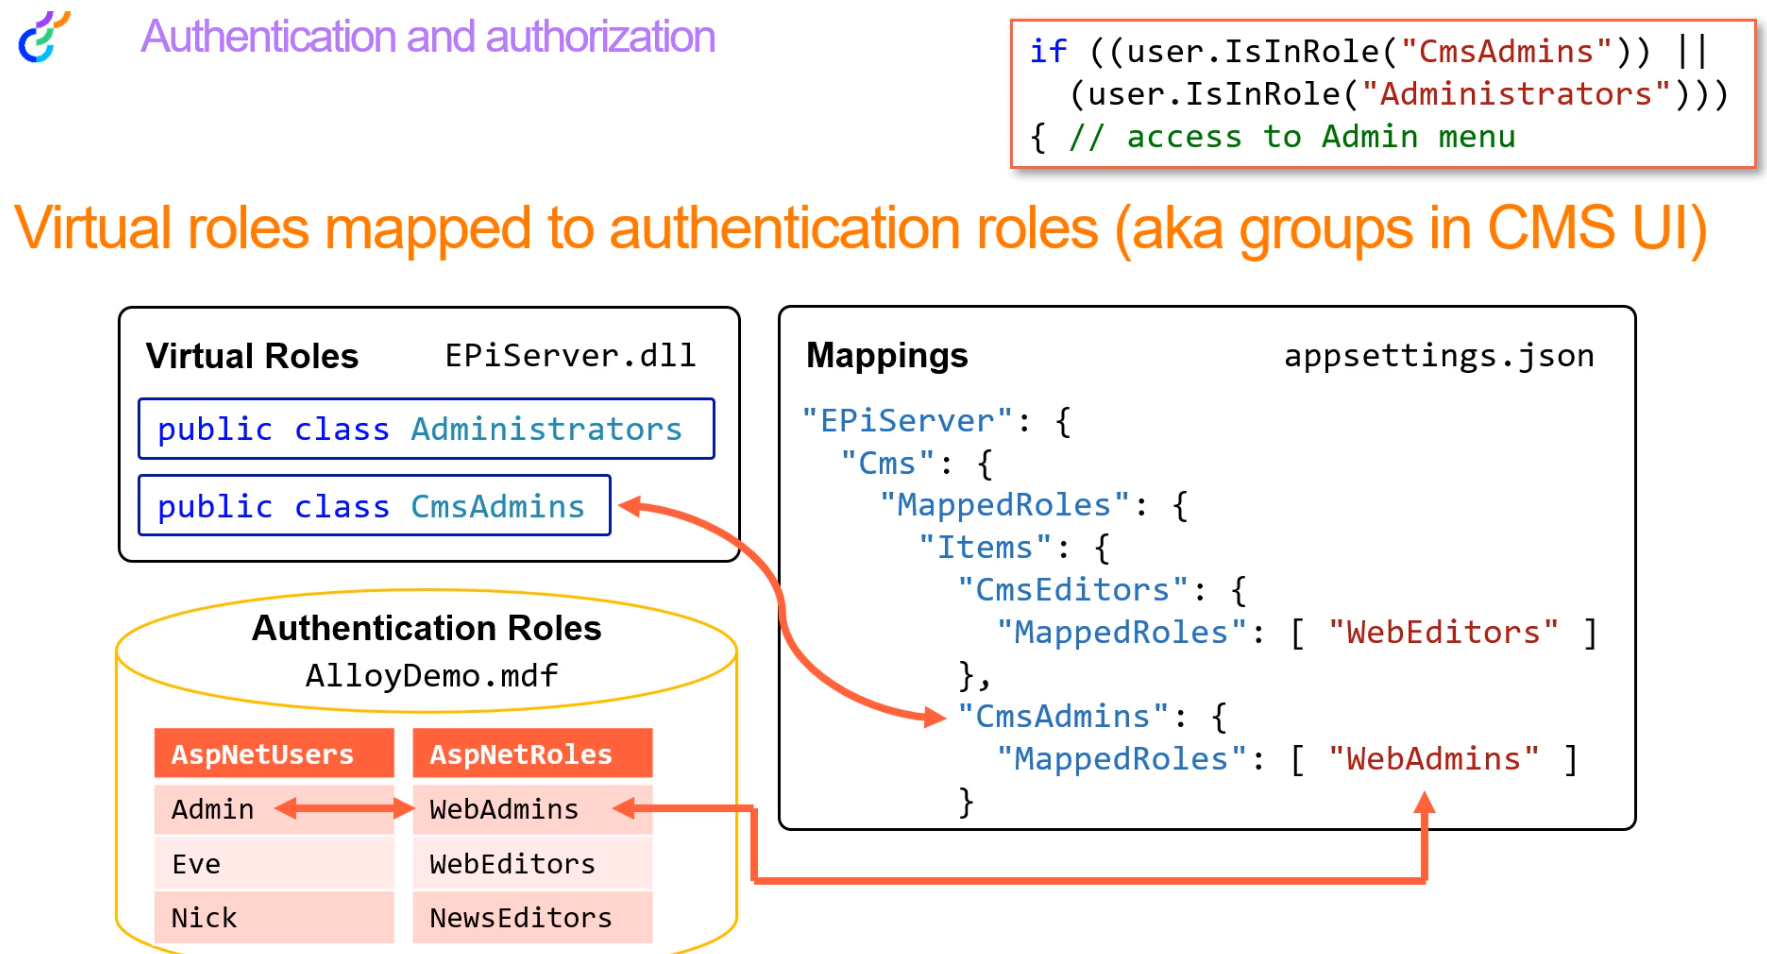 Authentication and authorization
if ((user.IsInRole("CmsAdmins")) ||
(user.IsInRole("Administrators")))
{ // access to Admin menu
Virtual roles mapped to authentication roles (aka groups in CMS UI)
Virtual Roles EPiServer.dll
public class Administrators
public class CmsAdmins
Authentication Roles
AlloyDemo.mdf
AspNetUsers AspNetRoles
Admin WebAdmins
Eve WebEditors
Nick NewsEditors
Mappings appsettings.json
"EPiServer": {
"Cms": {
"MappedRoles": {
"Items": {
"CmsEditors": {
"MappedRoles": [ "WebEditors" ]
},
"CmsAdmins": {
"MappedRoles": [ "WebAdmins" ]
}